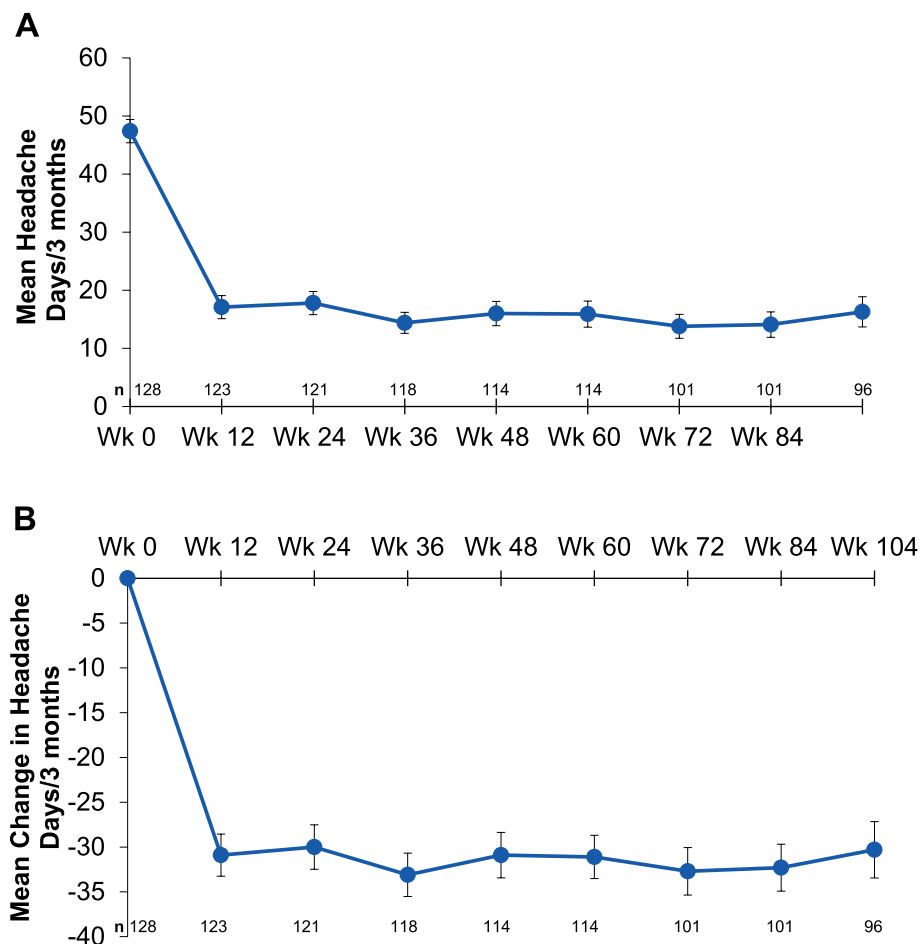 A
60
50
40
30
20
10
0
Mean Headache
Days/3 months
n 128 123 121 118 114 114 101 101 96
Wk 0 Wk 12 Wk 24 Wk 36 Wk 48 Wk 60 Wk 72 Wk 84
B
Wk 0 Wk 12 Wk 24 Wk 36 Wk 48 Wk 60 Wk 72 Wk 84 Wk 104
0
-5
-10
-15
-20
-25
-30
-35
-40
Mean Change in Headache
Days/3 months
n 128 123 121 118 114 114 101 101 96